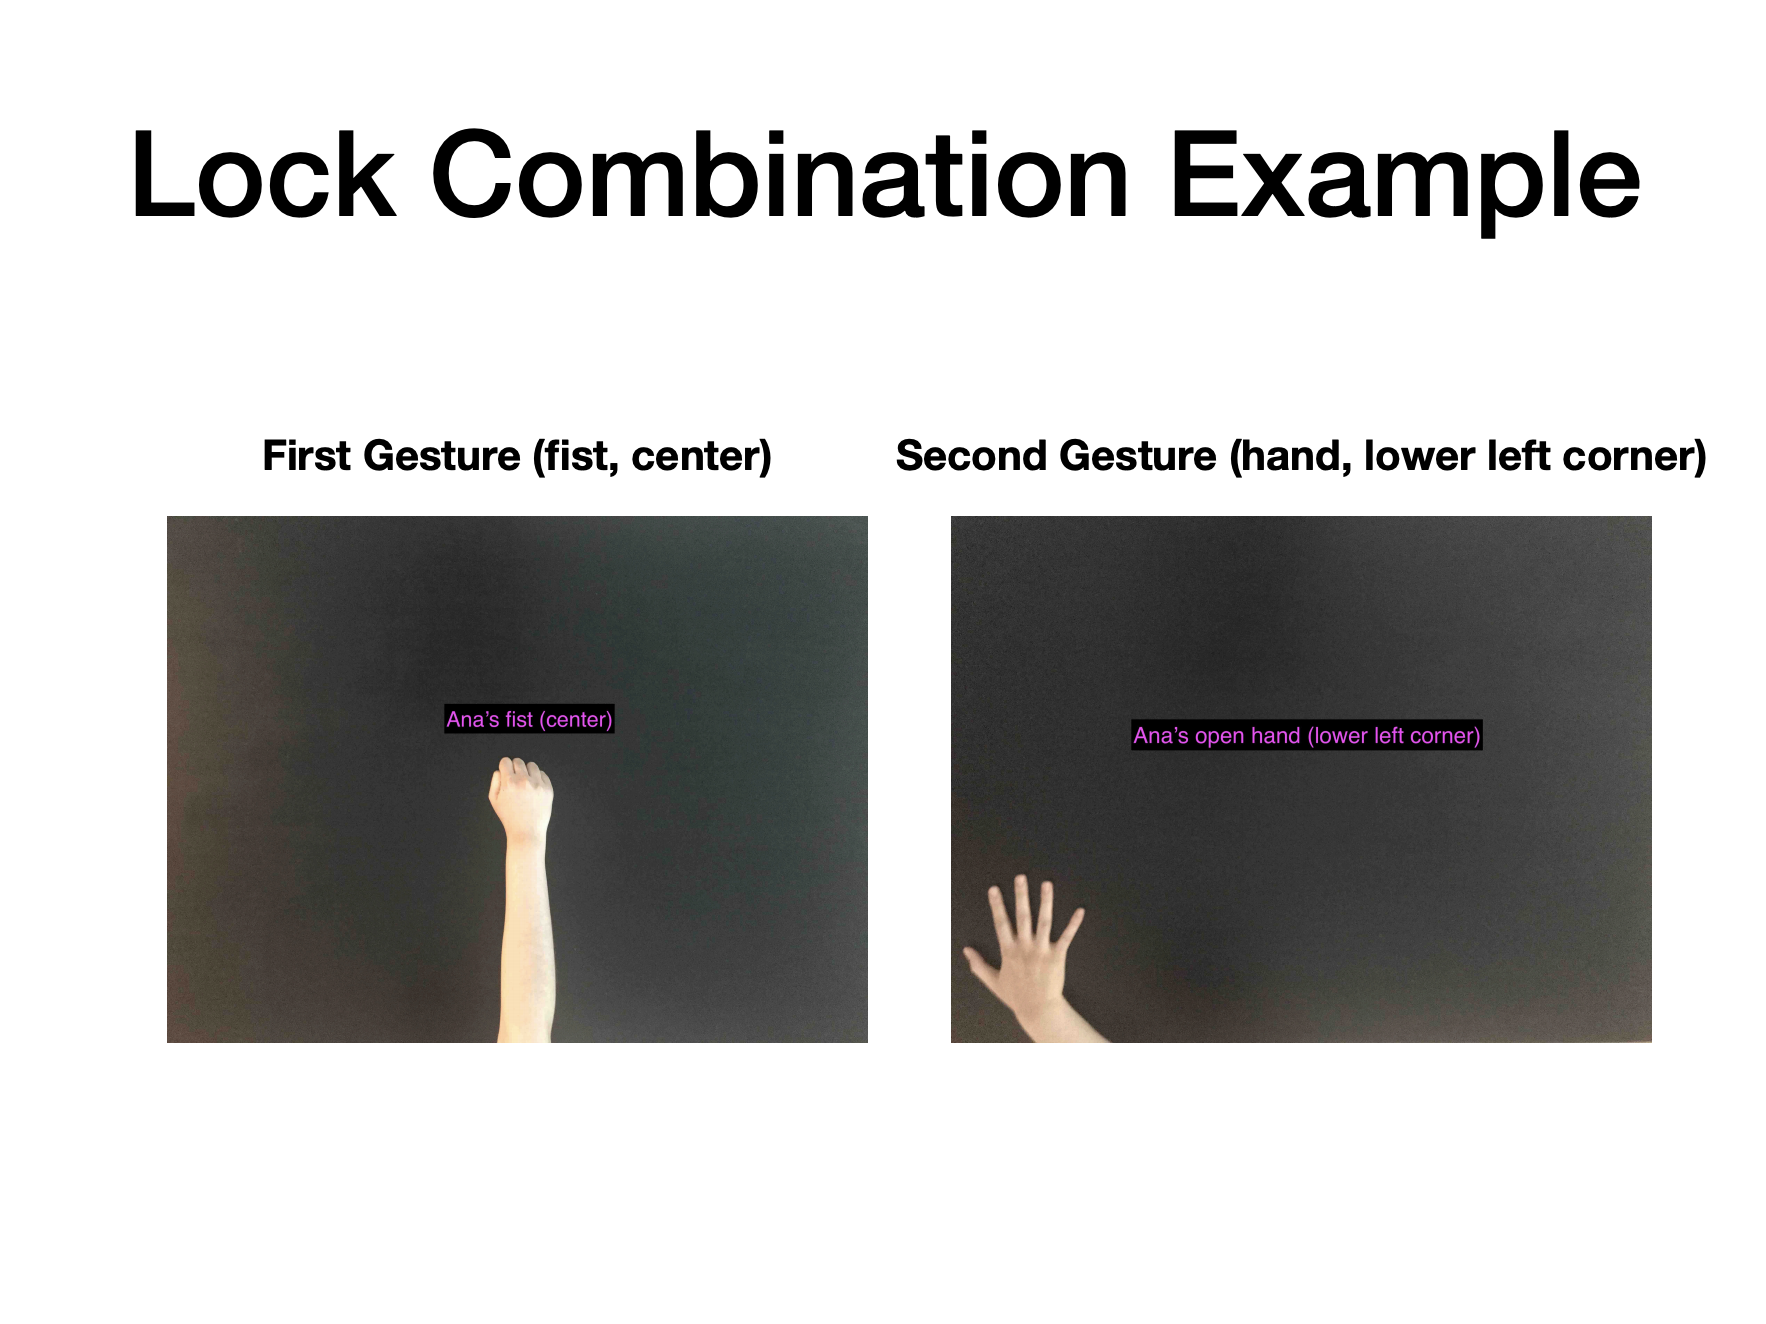 Lock Combination Example
First Gesture (fist, center)
Second Gesture (hand, lower left corner)
Ana’s fist (center)
Ana’s open hand (lower left corner)